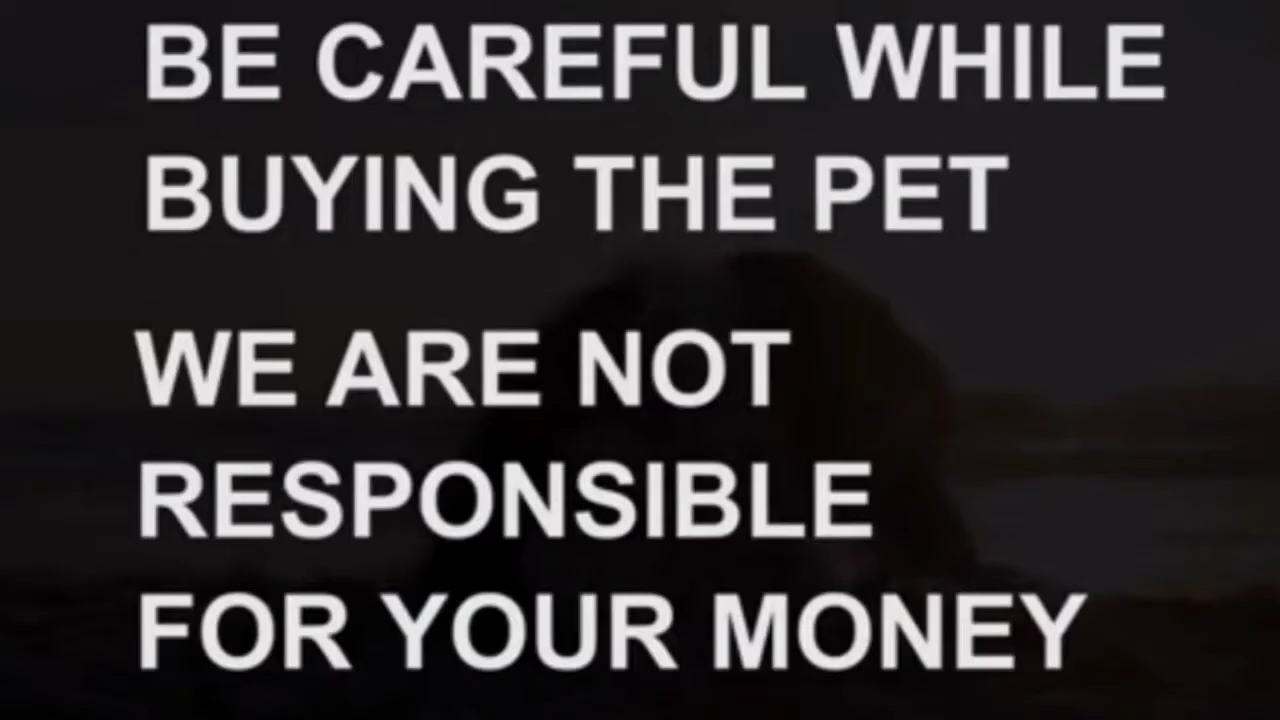 BE CAREFUL WHILE
BUYING THE PET
WE ARE NOT
RESPONSIBLE
FOR YOUR MONEY